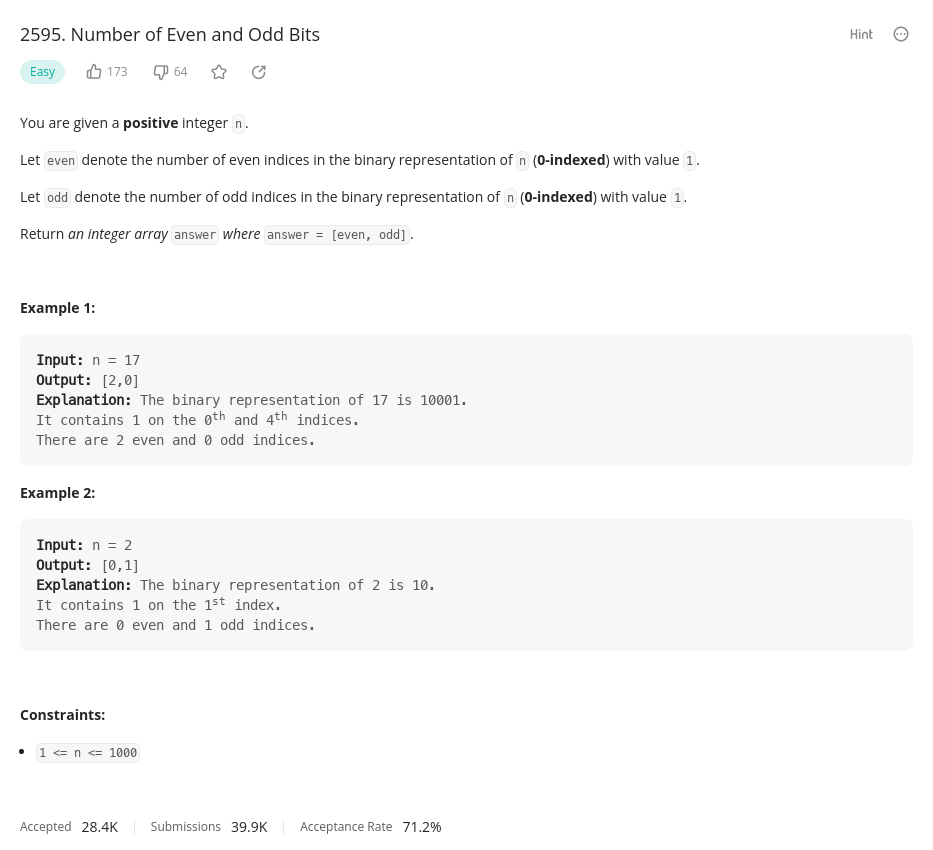 2595. Number of Even and Odd Bits
Hint
Easy 173 64
You are given a positive integer n.
Let even denote the number of even indices in the binary representation of n (0-indexed) with value 1.
Let odd denote the number of odd indices in the binary representation of n (0-indexed) with value 1.
Return an integer array answer where answer = [even, odd].
Example 1:
Input: n = 17
Output: [2,0]
Explanation: The binary representation of 17 is 10001.
It contains 1 on the 0th and 4th indices.
There are 2 even and 0 odd indices.
Example 2:
Input: n = 2
Output: [0,1]
Explanation: The binary representation of 2 is 10.
It contains 1 on the 1st index.
There are 0 even and 1 odd indices.
Constraints:
1 <= n <= 1000
Accepted 28.4K Submissions 39.9K Acceptance Rate 71.2%